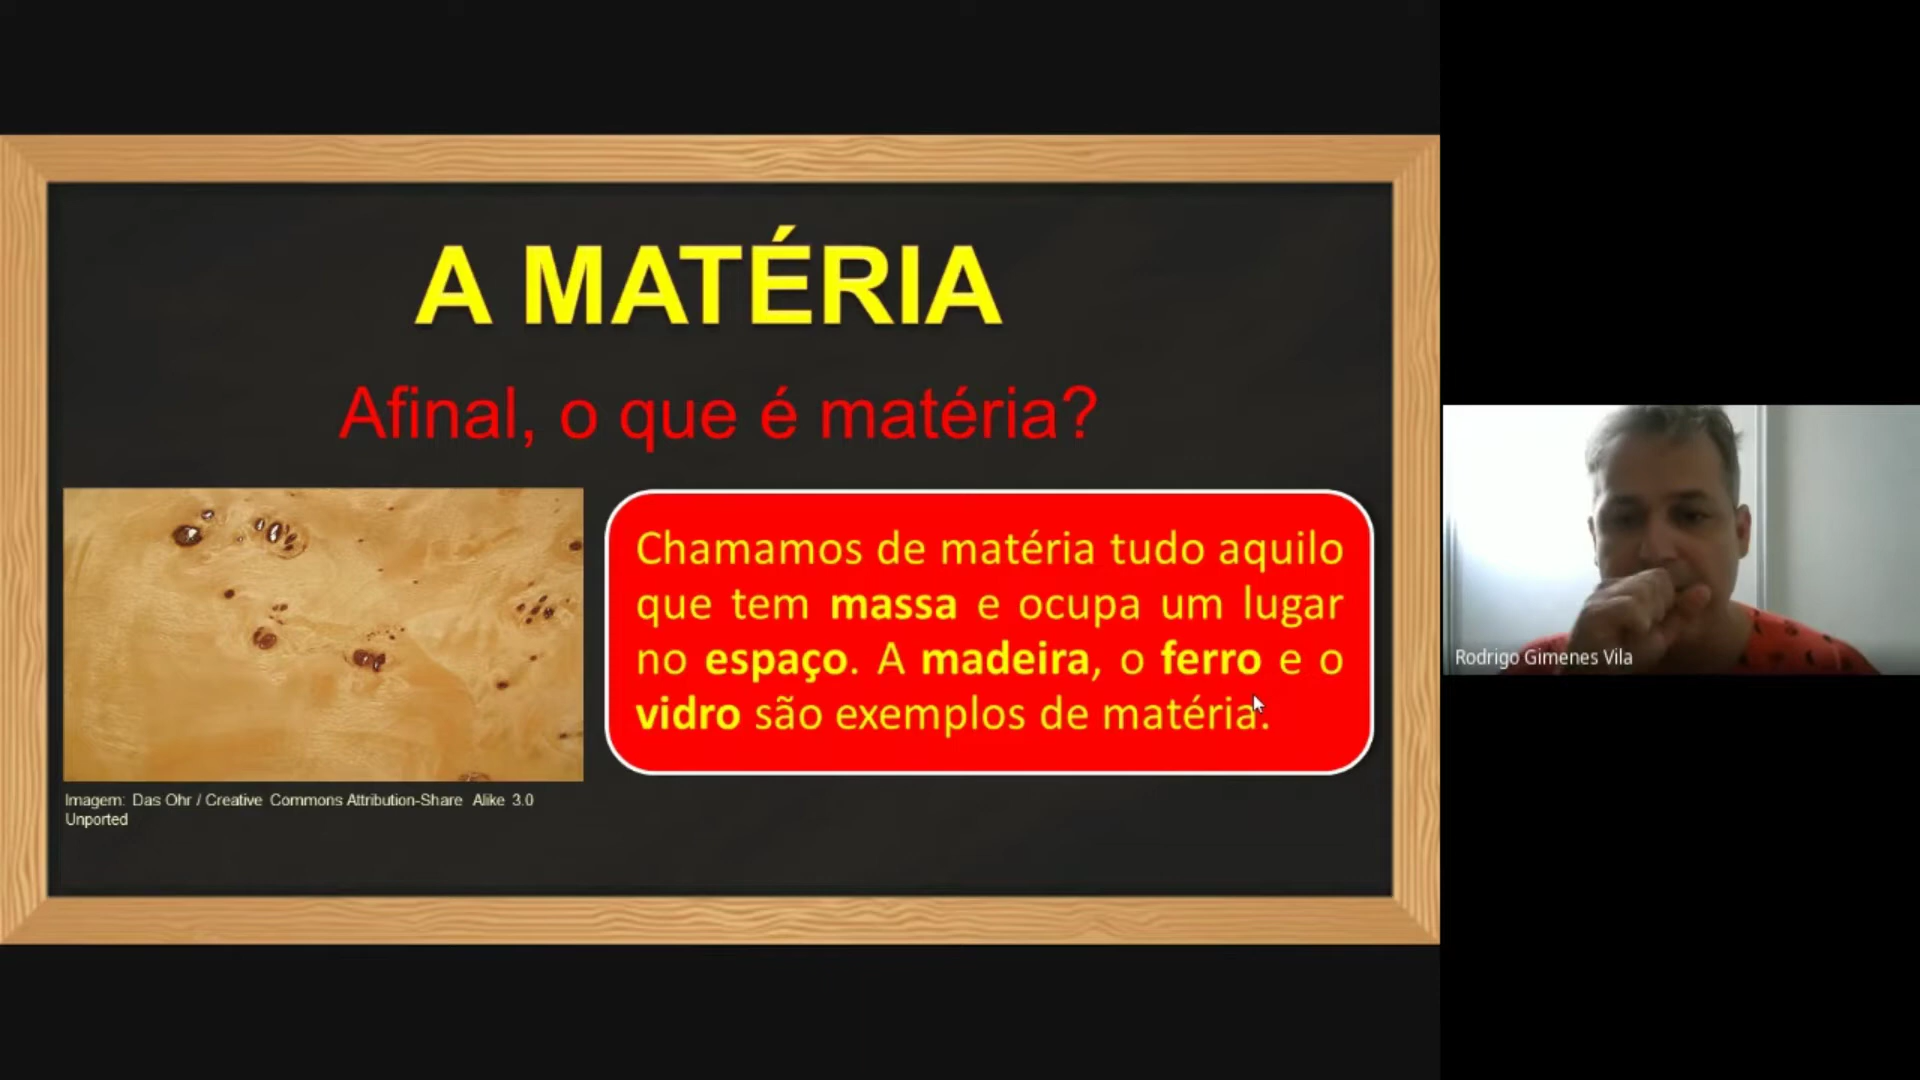 A MATÉRIA
Afinal, o que é matéria?
Chamamos de matéria tudo aquilo
que tem massa e ocupa um lugar
no espaço. A madeira, o ferro e o
vidro são exemplos de matéria.
Imagem: Das Ohr / Creative Commons Attribution-Share Alike 3.0
Unported
Rodrigo Gimenes Vila